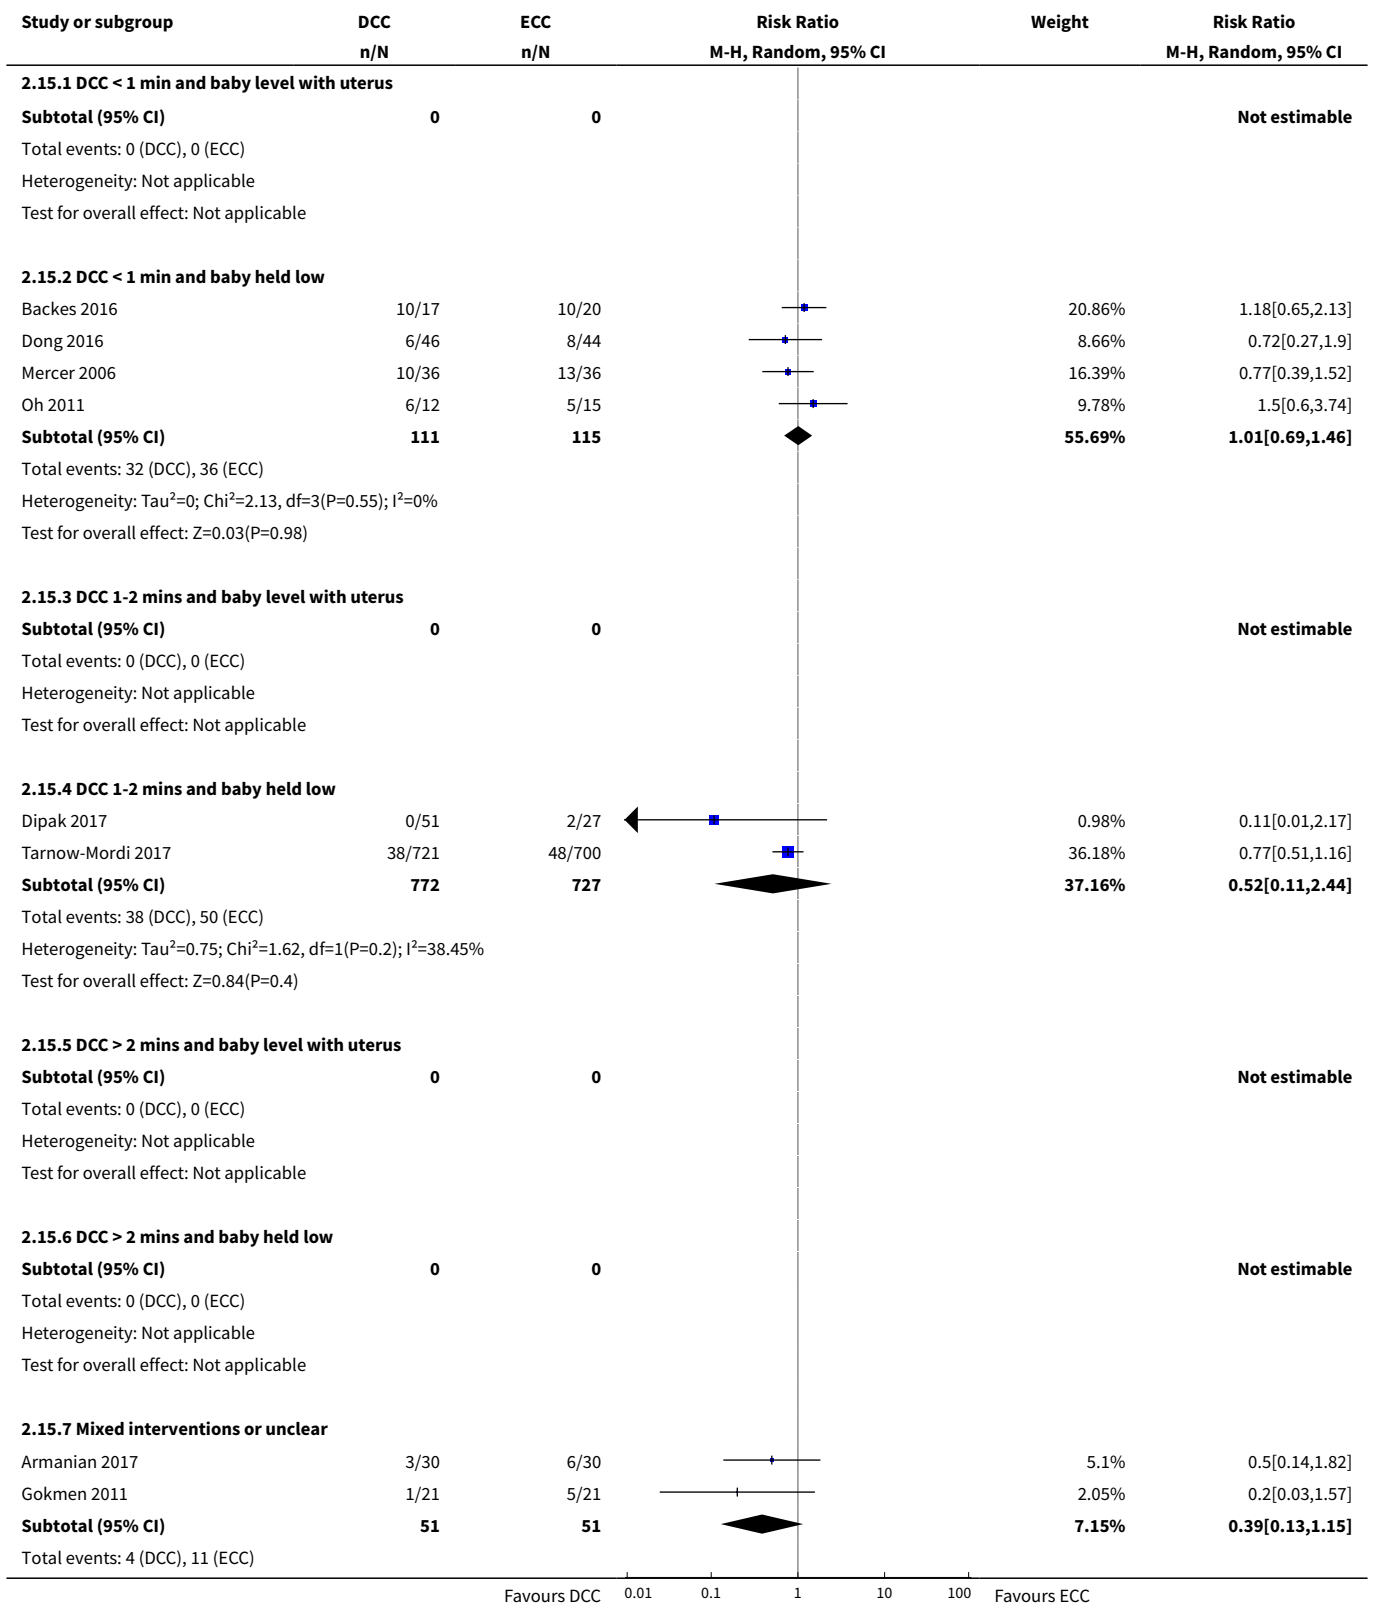 Study or subgroup DCC ECC Risk Ratio Weight Risk Ratio
n/N n/N M-H, Random, 95% CI M-H, Random, 95% CI
2.15.1 DCC < 1 min and baby level with uterus
Subtotal (95% CI) 0 0 Not estimable
Total events: 0 (DCC), 0 (ECC)
Heterogeneity: Not applicable
Test for overall effect: Not applicable
2.15.2 DCC < 1 min and baby held low
Backes 2016 10/17 10/20 20.86% 1.18[0.65,2.13]
Dong 2016 6/46 8/44 8.66% 0.72[0.27,1.9]
Mercer 2006 10/36 13/36 16.39% 0.77[0.39,1.52]
Oh 2011 6/12 5/15 9.78% 1.5[0.6,3.74]
Subtotal (95% CI) 111 115 55.69% 1.01[0.69,1.46]
Total events: 32 (DCC), 36 (ECC)
Heterogeneity: Tau²=0; Chi²=2.13, df=3(P=0.55); I²=0%
Test for overall effect: Z=0.03(P=0.98)
2.15.3 DCC 1-2 mins and baby level with uterus
Subtotal (95% CI) 0 0 Not estimable
Total events: 0 (DCC), 0 (ECC)
Heterogeneity: Not applicable
Test for overall effect: Not applicable
2.15.4 DCC 1-2 mins and baby held low
Dipak 2017 0/51 2/27 0.98% 0.11[0.01,2.17]
Tarnow-Mordi 2017 38/721 48/700 36.18% 0.77[0.51,1.16]
Subtotal (95% CI) 772 727 37.16% 0.52[0.11,2.44]
Total events: 38 (DCC), 50 (ECC)
Heterogeneity: Tau²=0.75; Chi²=1.62, df=1(P=0.2); I²=38.45%
Test for overall effect: Z=0.84(P=0.4)
2.15.5 DCC > 2 mins and baby level with uterus
Subtotal (95% CI) 0 0 Not estimable
Total events: 0 (DCC), 0 (ECC)
Heterogeneity: Not applicable
Test for overall effect: Not applicable
2.15.6 DCC > 2 mins and baby held low
Subtotal (95% CI) 0 0 Not estimable
Total events: 0 (DCC), 0 (ECC)
Heterogeneity: Not applicable
Test for overall effect: Not applicable
2.15.7 Mixed interventions or unclear
Armanian 2017 3/30 6/30 5.1% 0.5[0.14,1.82]
Gokmen 2011 1/21 5/21 2.05% 0.2[0.03,1.57]
Subtotal (95% CI) 51 51 7.15% 0.39[0.13,1.15]
Total events: 4 (DCC), 11 (ECC)
Favours DCC 0.01 0.1 1 10 100 Favours ECC